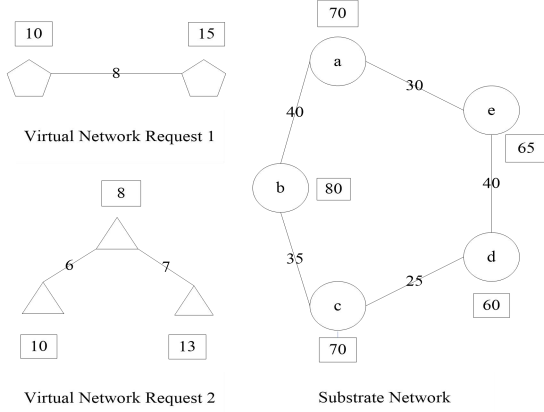 10
15
8
Virtual Network Request 1
8
6
7
10
13
Virtual Network Request 2
70
a
30
e
65
40
b
80
40
35
d
25
60
c
70
Substrate Network